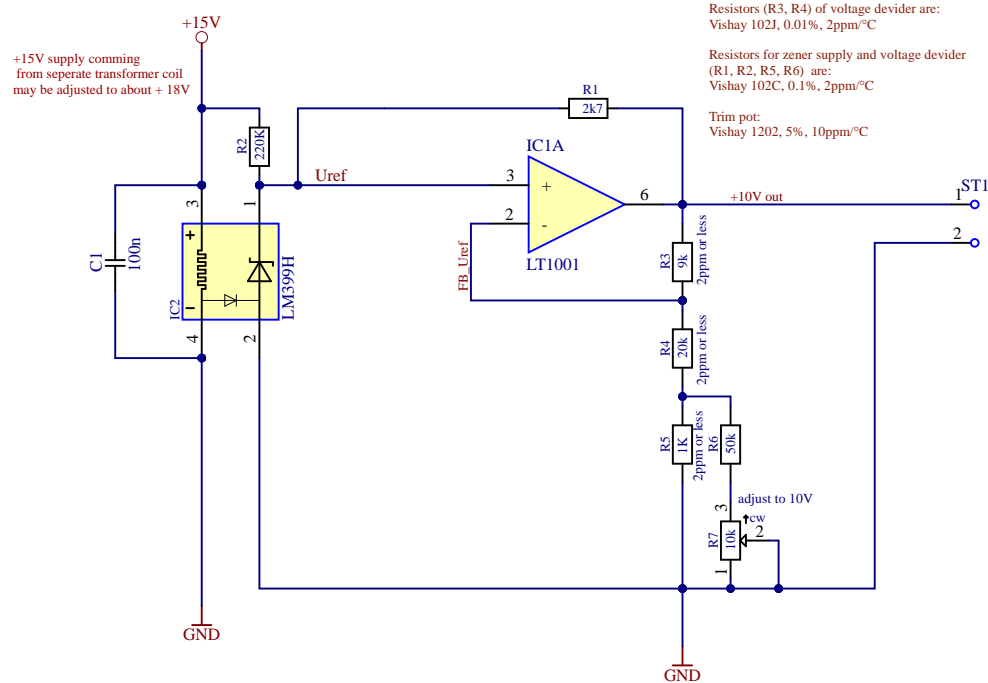 Resistors (R3, R4) of voltage devider are:
Vishay 102J, 0.01%, 2ppm/°C
Resistors for zener supply and voltage devider
(R1, R2, R5, R6)  are:
Vishay 102C, 0.1%, 2ppm/°C
Trim pot:
Vishay 1202, 5%, 10ppm/°C
+15V
+15V supply comming
from seperate transformer coil
may be adjusted to about + 18V
R1
2k7
R2
220K
IC1A
Uref
3
+
6
2
-
LT1001
+10V out
1
ST1
2
FB_Uref
R3
9k
2ppm or less
3
1
+
C1
100n
IC2
LM399H
4
2
R4
20k
2ppm or less
R5
1K
2ppm or less
R6
50k
adjust to 10V
3
cw
R7
10k
2
1
GND
GND